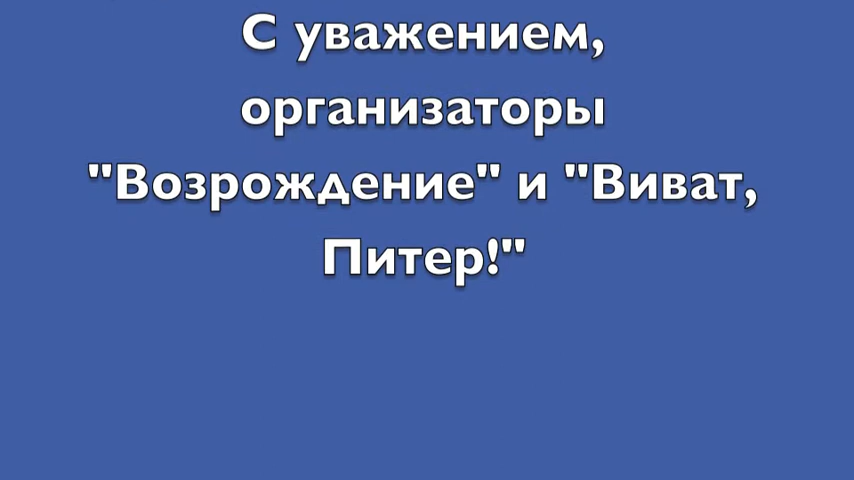 С уважением,
организаторы
"Возрождение" и "Виват,
Питер!"